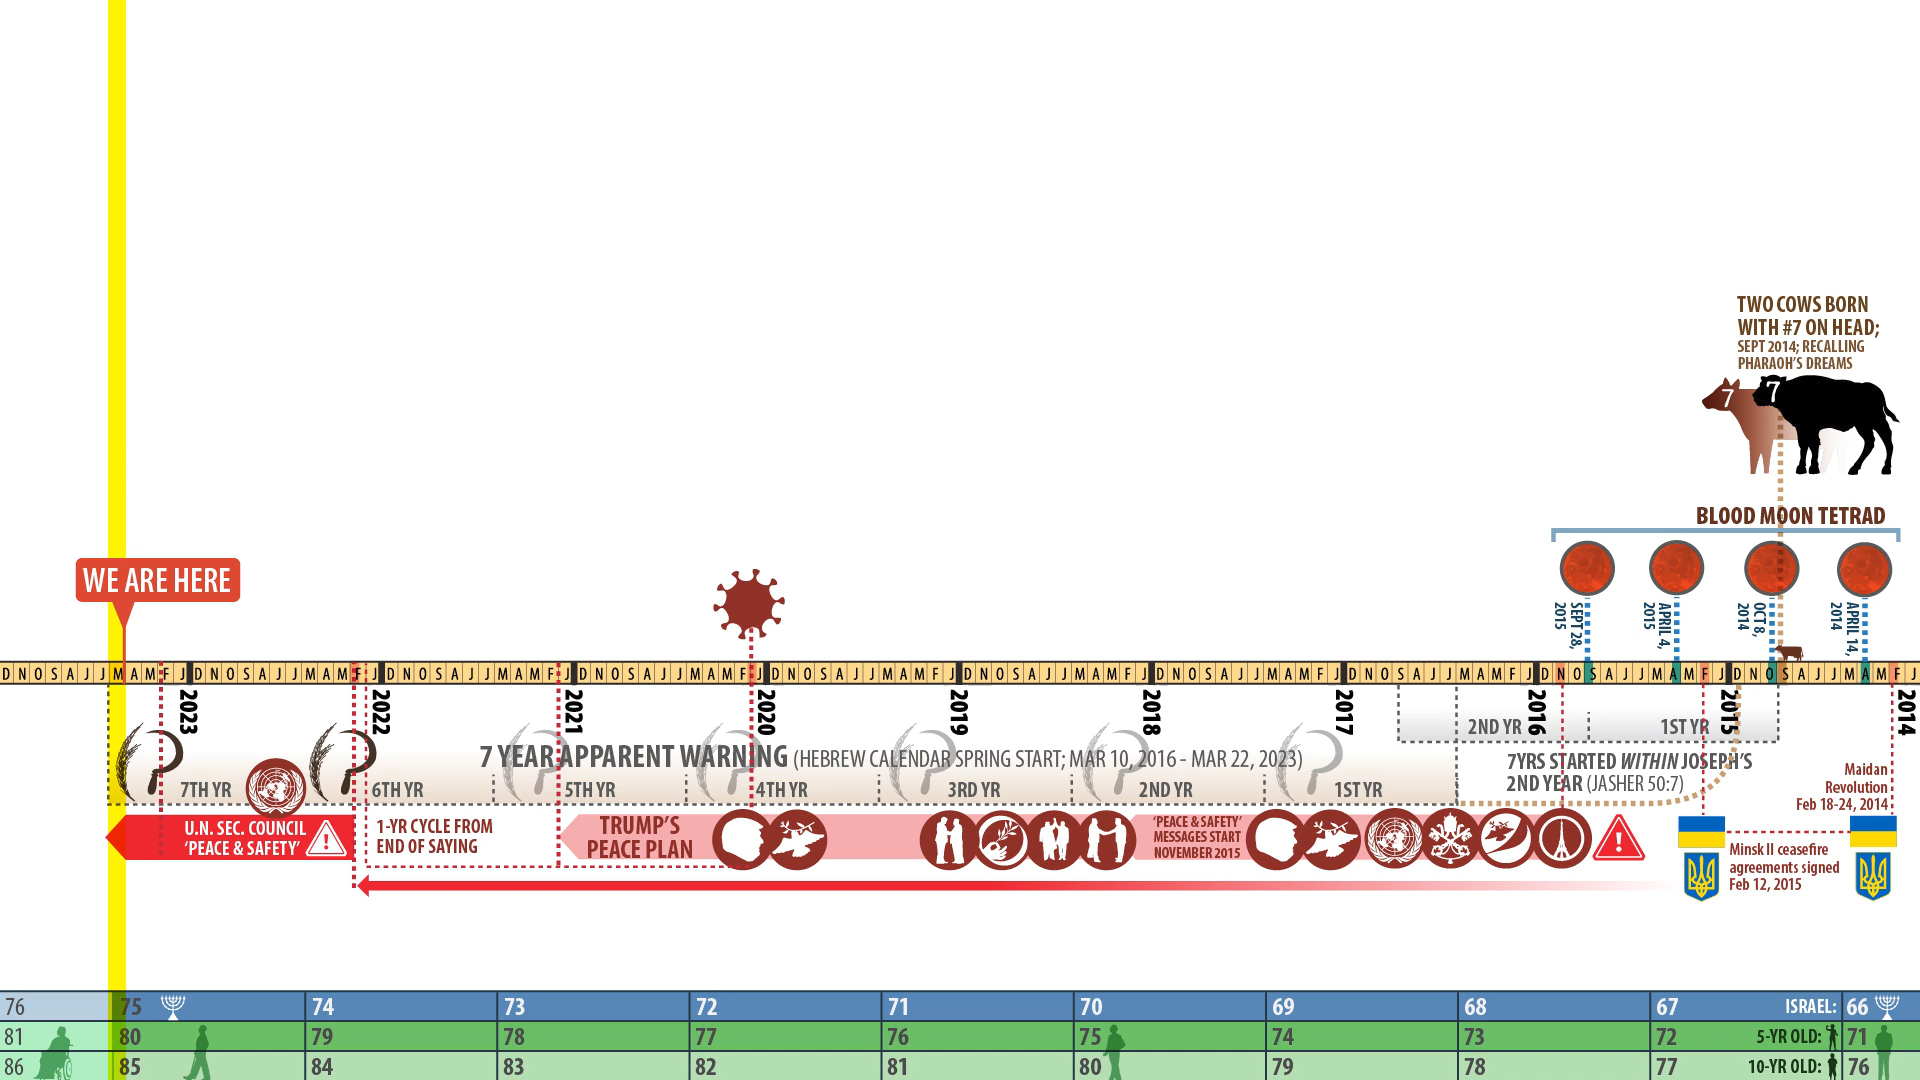 TWO COWS BORN
WITH #7 ON HEAD;
SEPT 2014; RECALLING
PHARAOH'S DREAMS
7
7
BLOOD MOON TETRAD
WE ARE HERE
SEPT 28,
2015
APRIL 4,
2015
OCT 8,
2014
APRIL 14,
2014
D N O S A J J M A M F J D N O S A J J M A M F J D N O S A J J M A M F J D N O S A J J M A M F J D N O S A J J M A M F J D N O S A J J M A M F J D N O S A J J M A M F J D N O S A J J M A M F J D N O S A J J M A M F J D N O S A J J M A M F J
2023
2022
2021
2020
2019
2018
2017
2016
2015
2014
2ND YR
1ST YR
7 YEAR APPARENT WARNING (HEBREW CALENDAR SPRING START; MAR 10, 2016 - MAR 22, 2023)
7YRS STARTED WITHIN JOSEPH'S
2ND YEAR (JASHER 50:7)
7TH YR
6TH YR
5TH YR
4TH YR
3RD YR
2ND YR
1ST YR
Maidan
Revolution
Feb 18-24, 2014
U.N. SEC. COUNCIL
'PEACE & SAFETY'
1-YR CYCLE FROM
END OF SAYING
TRUMP'S
PEACE PLAN
'PEACE & SAFETY'
MESSAGES START
NOVEMBER 2015
Minsk II ceasefire
agreements signed
Feb 12, 2015
76 75 74 73 72 71 70 69 68 67 ISRAEL: 66
81 80 79 78 77 76 75 74 73 72 5-YR OLD: 71
86 85 84 83 82 81 80 79 78 77 10-YR OLD: 76